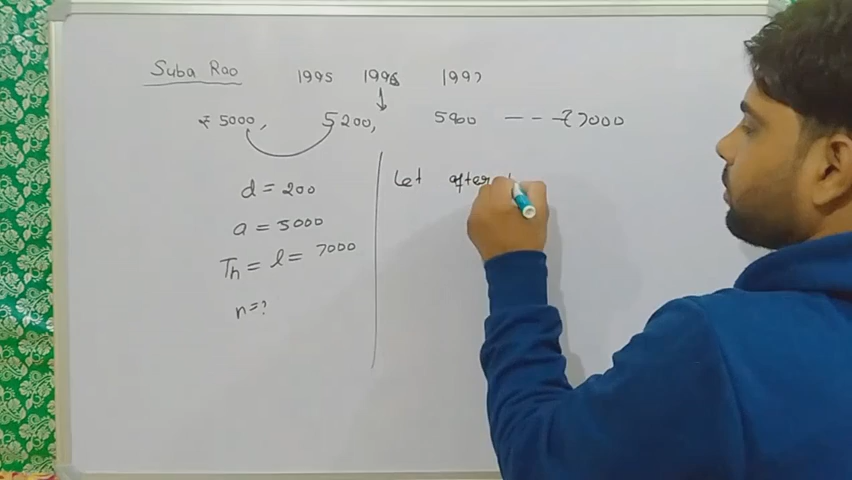 Suba Rao 1995 1996 1997
₹ 5000, 5200, 5400 - - - ₹ 7000
d = 200
a = 5000
Tn = l = 7000
n = ?
Let after